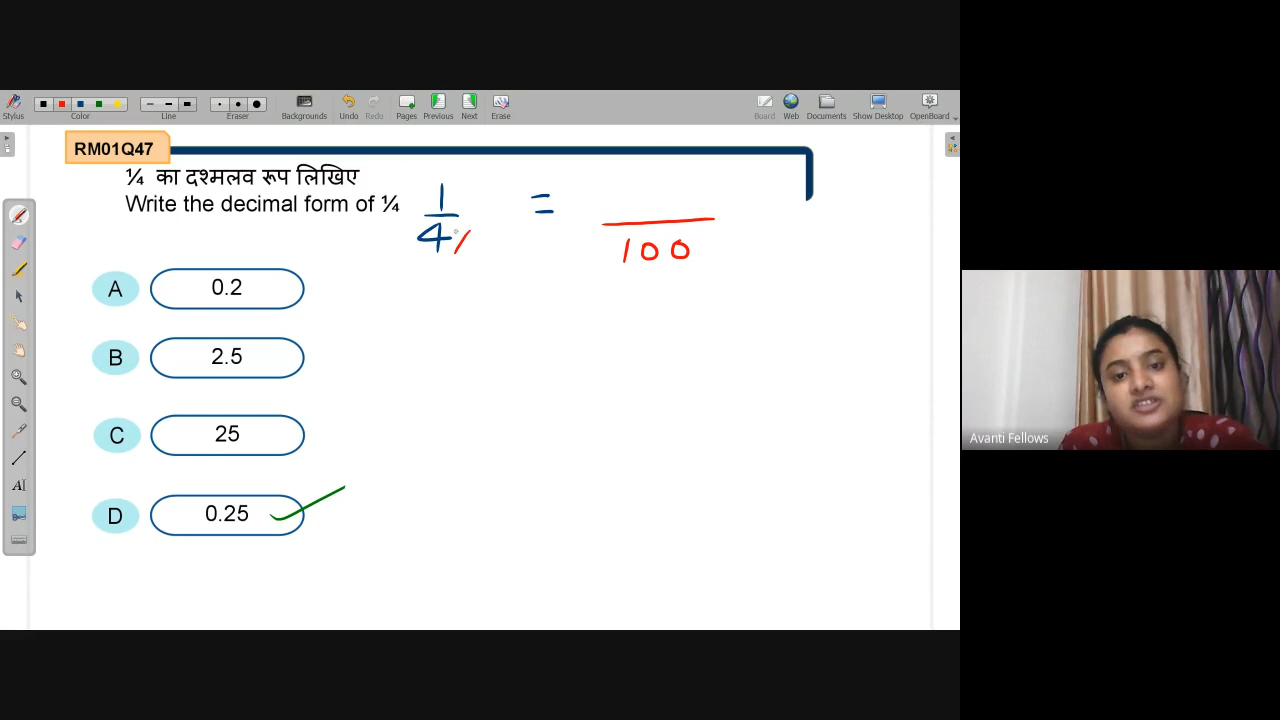 Stylus
Color
Line
Eraser
Backgrounds
Undo
Redo
Pages
Previous
Next
Erase
Board
Web
Documents
Show Desktop
OpenBoard
RM01Q47
¼ का दश्मलव रूप लिखिए
Write the decimal form of ¼
1/4 = /100
A 0.2
B 2.5
C 25
D 0.25
Avanti Fellows